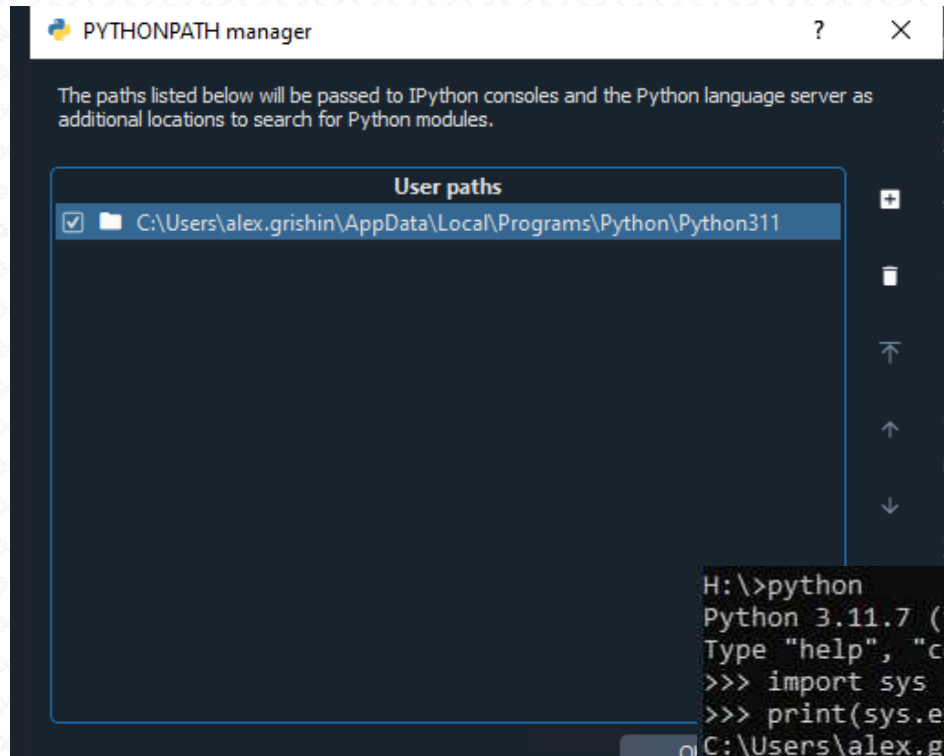 PYTHONPATH manager
The paths listed below will be passed to IPython consoles and the Python language server as
additional locations to search for Python modules.
User paths
C:\Users\alex.grishin\AppData\Local\Programs\Python\Python311
H:\>python
Python 3.11.7 (
Type "help", "c
>>> import sys
>>> print(sys.e
C:\Users\alex.g